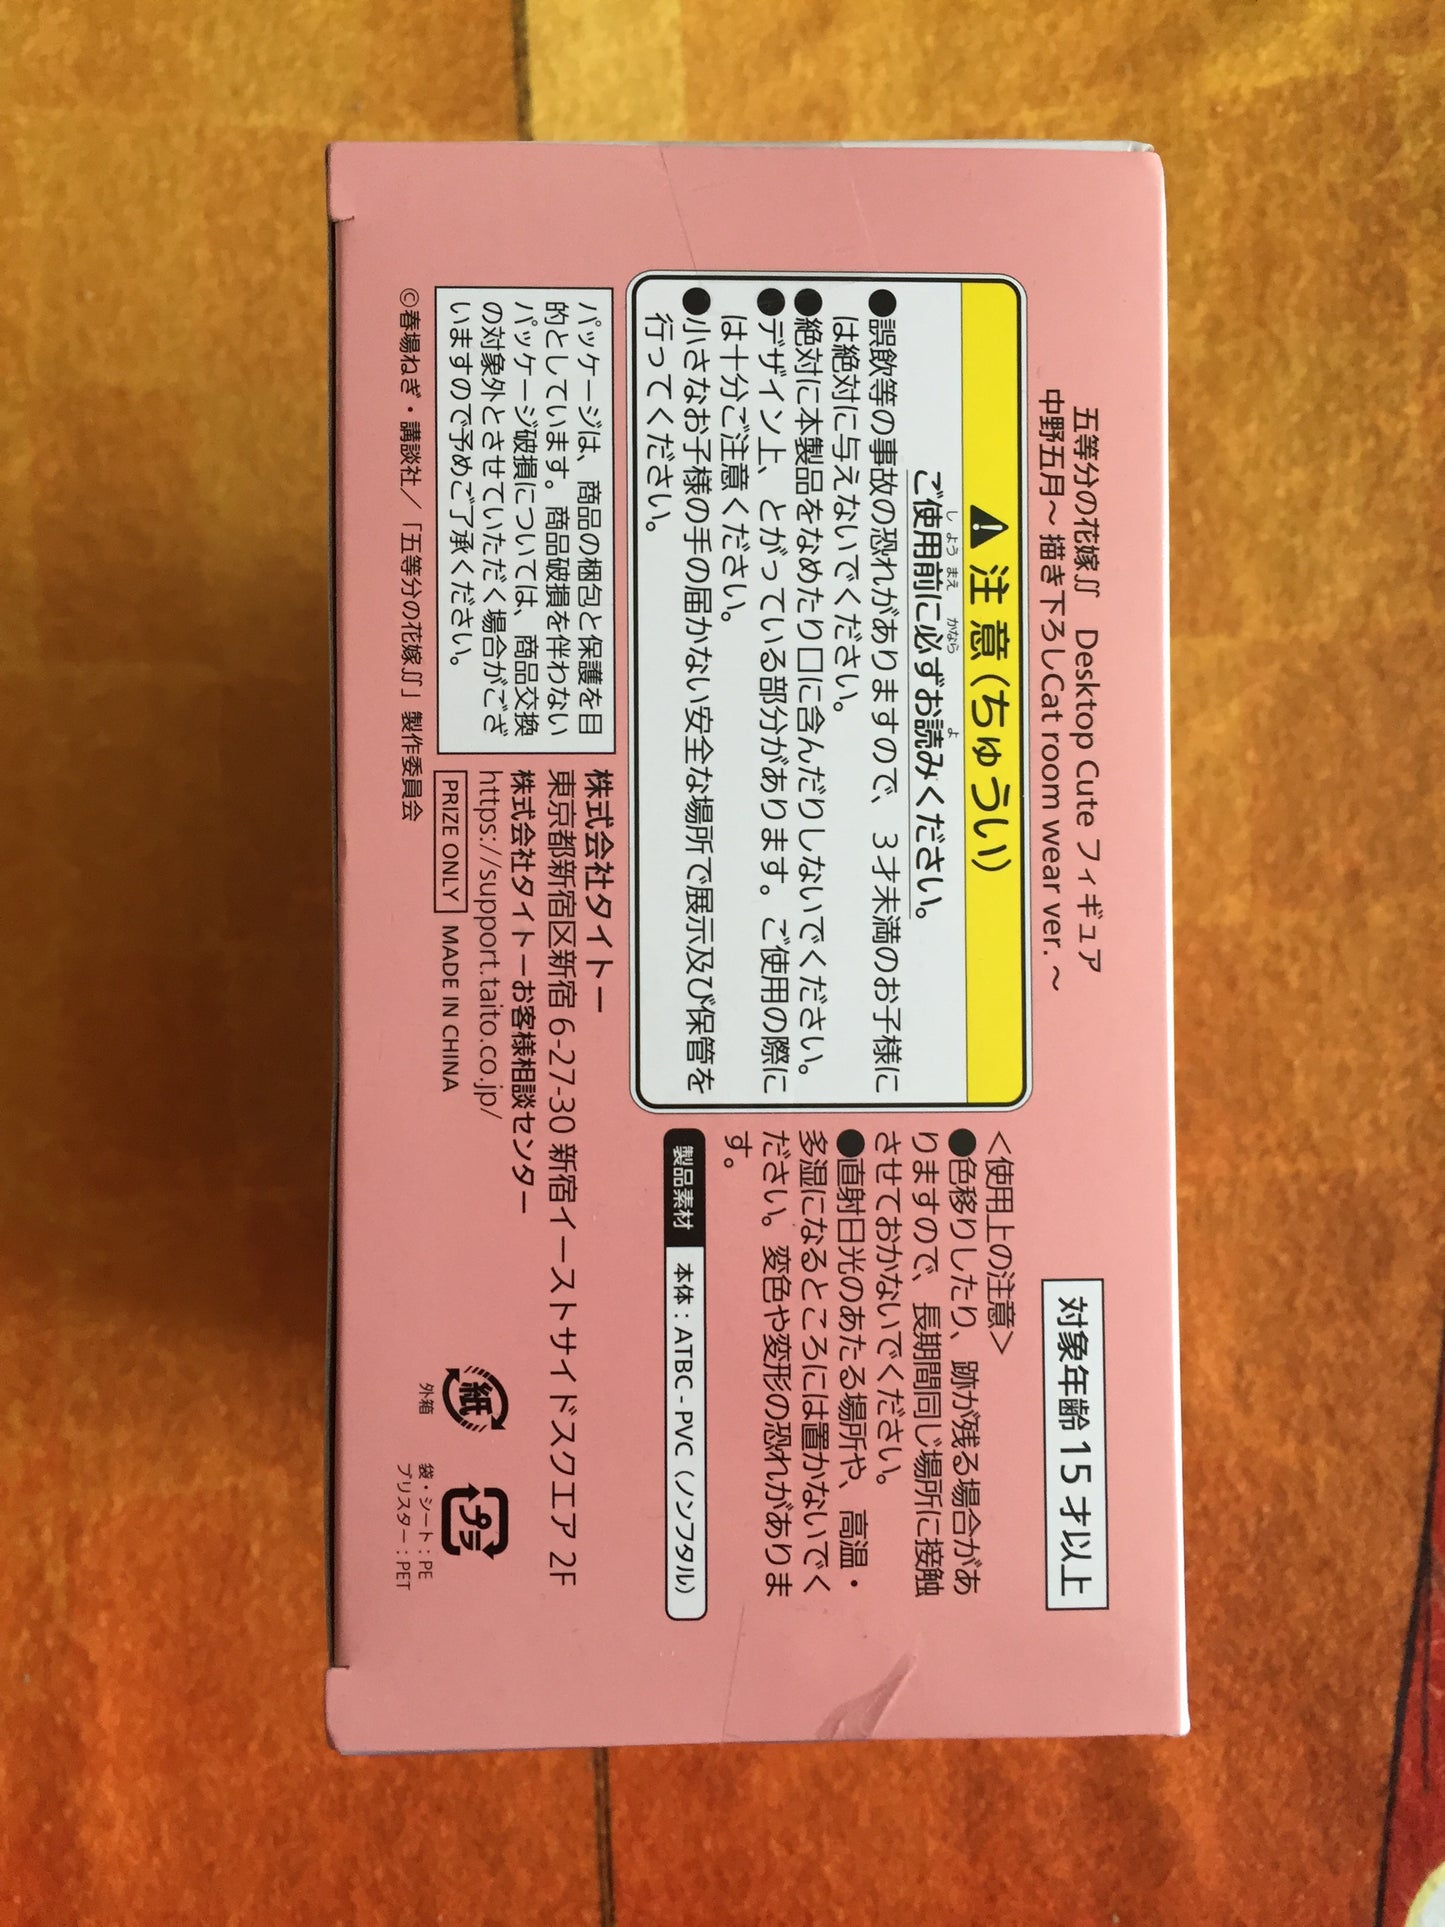 五等分の花嫁∬ Desktop Cute フィギュア
中野五月～描き下ろしCat room wear ver.～
対象年齢 15 才以上
注意(ちゅうい)
しょう まえ かなら よ
ご使用前に必ずお読みください。
●誤飲等の事故の恐れがありますので、3才未満のお子様に
は絶対に与えないでください。
●絶対に本製品をなめたり口に含んだりしないでください。
●デザイン上、とがっている部分があります。ご使用の際に
は十分ご注意ください。
●小さなお子様の手の届かない安全な場所で展示及び保管を
行ってください。
<使用上の注意>
●色移りしたり、跡が残る場合があ
りますので、長期間同じ場所に接触
させておかないでください。
●直射日光のあたる場所や、高温・
多湿になるところには置かないでく
ださい。変色や変形の恐れがありま
す。
製品素材 本体：ATBC - PVC（ノンフタル）
パッケージは、商品の梱包と保護を目
的としています。商品破損を伴わない
パッケージ破損については、商品交換
の対象外とさせていただく場合がござ
いますので予めご了承ください。
株式会社タイトー
東京都新宿区新宿 6-27-30 新宿イーストサイドスクエア 2F
株式会社タイトーお客様相談センター
https://support.taito.co.jp/
PRIZE ONLY MADE IN CHINA
©春場ねぎ・講談社／「五等分の花嫁∬」製作委員会
紙
外箱
プラ
袋・シート：PE
ブリスター：PET